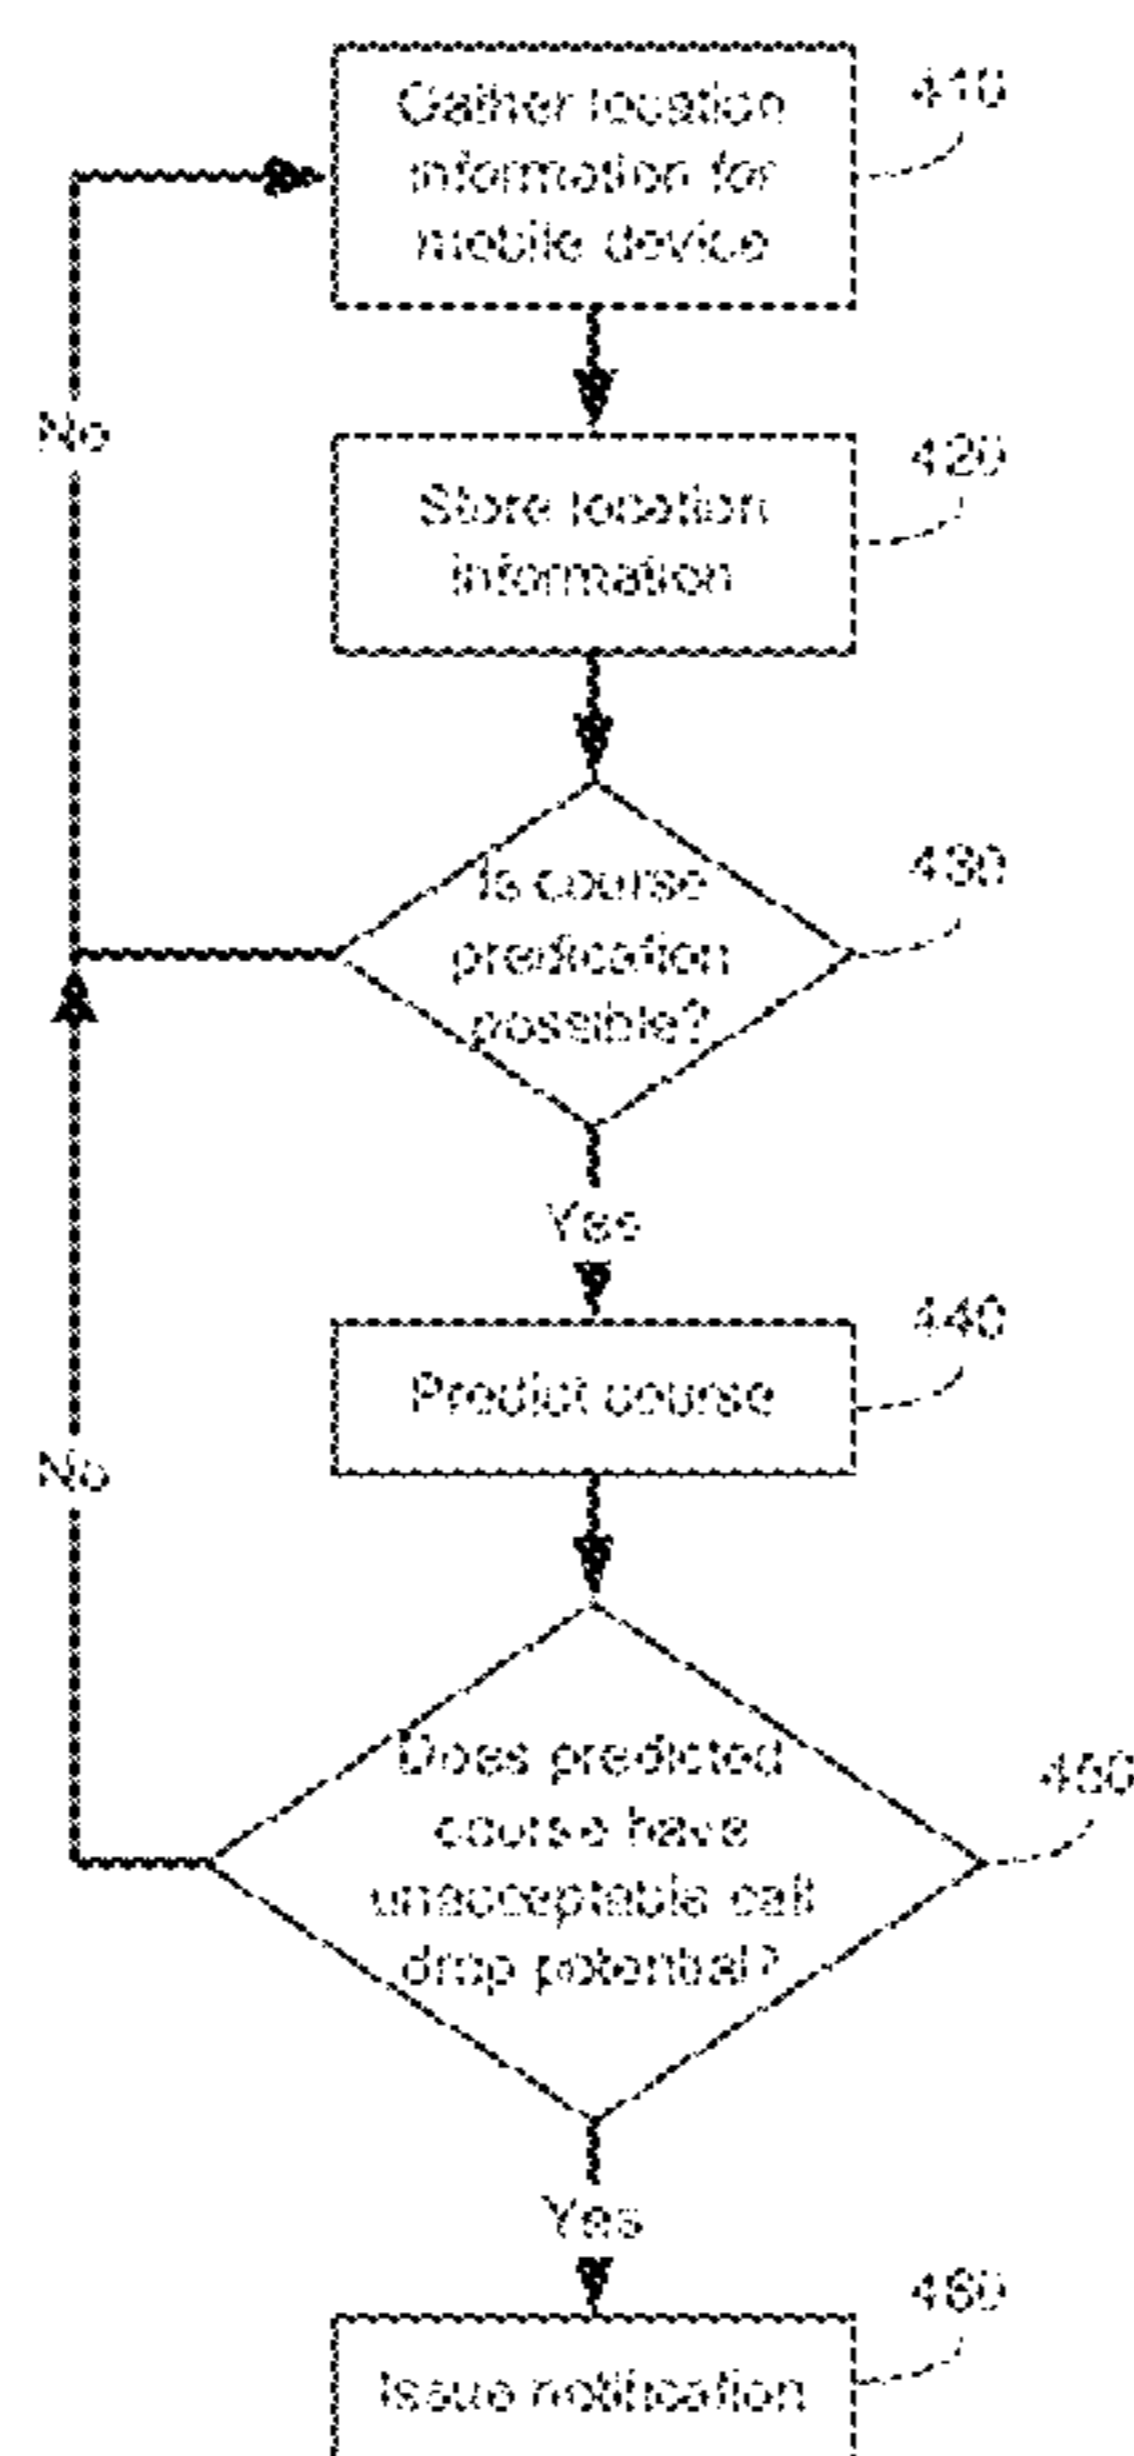 Gather location
information for
mobile device
410
No
Store location
information
420
Is course
predication
possible?
430
Yes
Predict course
440
No
Does predicted
course have
unacceptable call
drop potential?
450
Yes
Issue notification
460